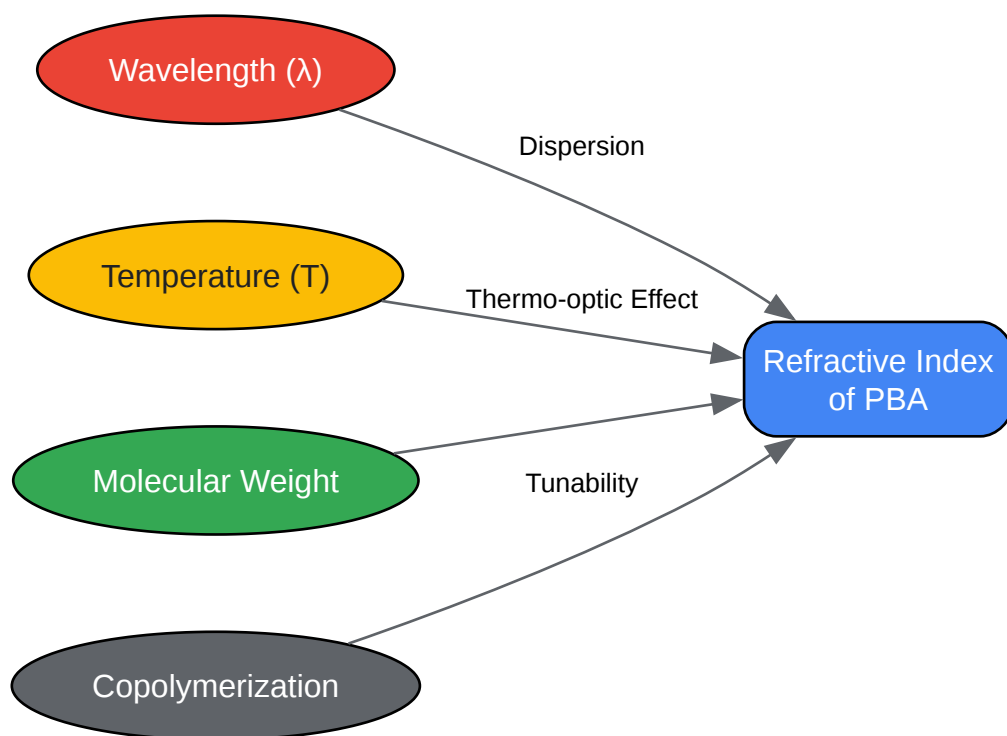 Wavelength (λ)
Dispersion
Temperature (T)
Thermo-optic Effect
Refractive Index
of PBA
Molecular Weight
Tunability
Copolymerization